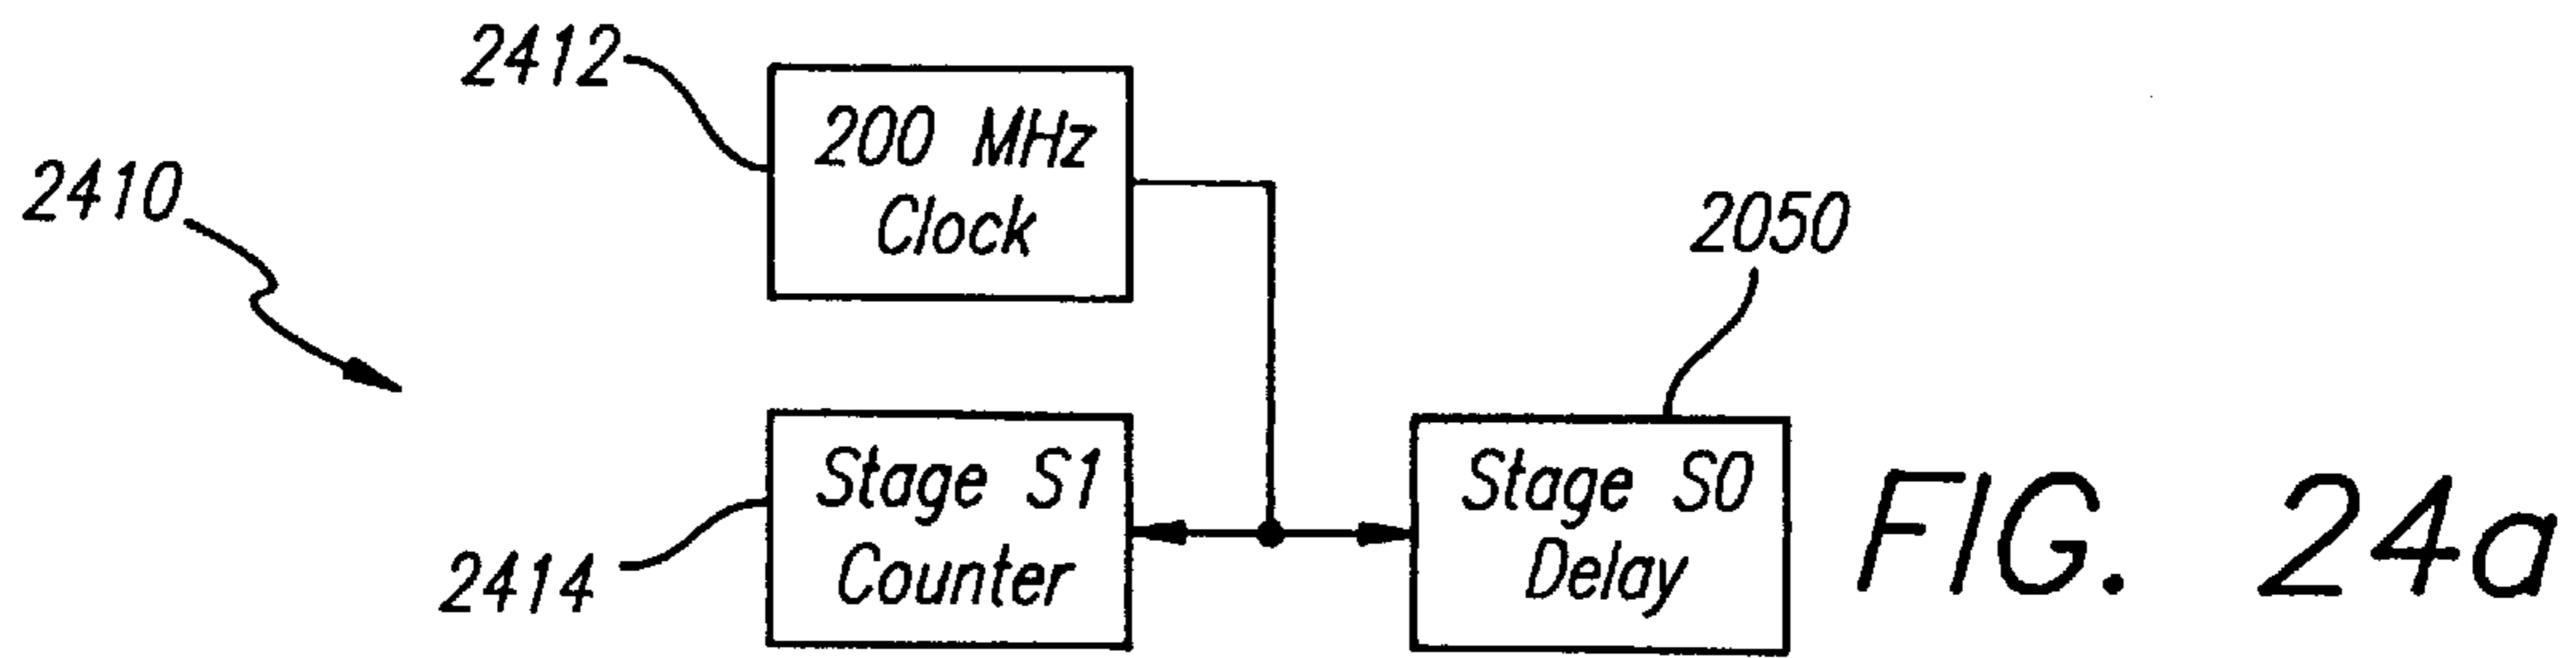 2412
200 MHz
Clock
2410
2050
Stage S1
Counter
2414
Stage S0
Delay
FIG. 24a